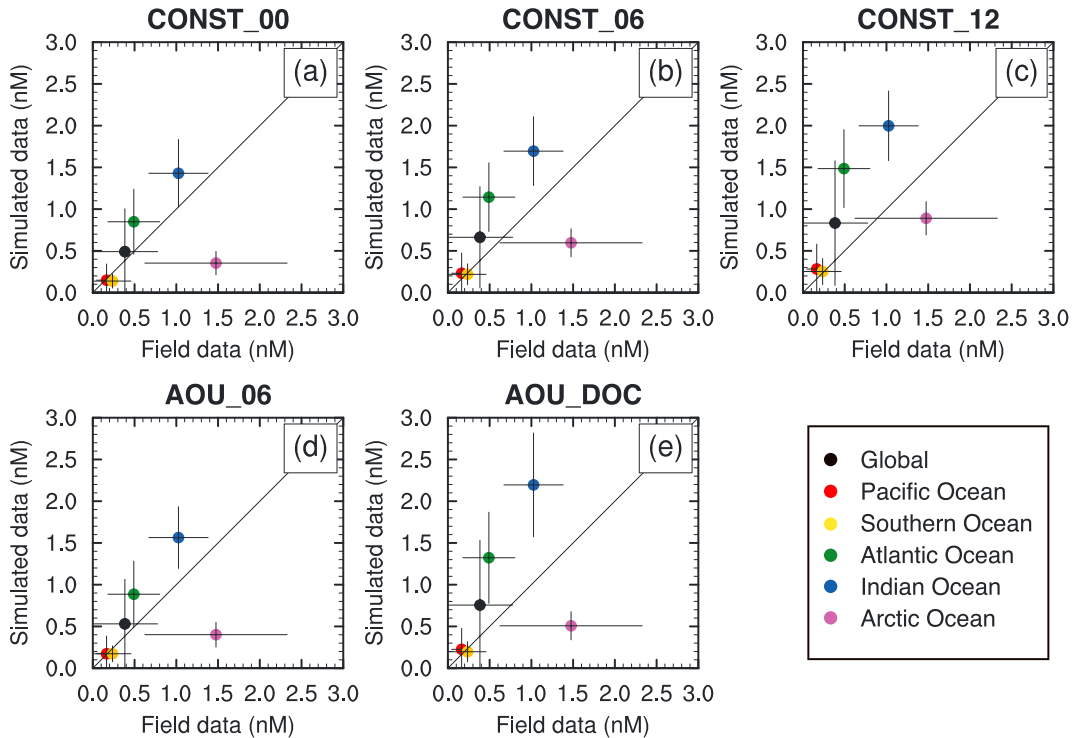 CONST_00
CONST_06
CONST_12
3.0
2.5
2.0
1.5
1.0
0.5
0.0
Simulated data (nM)
(a)
0.0 0.5 1.0 1.5 2.0 2.5 3.0
Field data (nM)
3.0
2.5
2.0
1.5
1.0
0.5
0.0
Simulated data (nM)
(b)
0.0 0.5 1.0 1.5 2.0 2.5 3.0
Field data (nM)
3.0
2.5
2.0
1.5
1.0
0.5
0.0
Simulated data (nM)
(c)
0.0 0.5 1.0 1.5 2.0 2.5 3.0
Field data (nM)
AOU_06
AOU_DOC
3.0
2.5
2.0
1.5
1.0
0.5
0.0
Simulated data (nM)
(d)
0.0 0.5 1.0 1.5 2.0 2.5 3.0
Field data (nM)
3.0
2.5
2.0
1.5
1.0
0.5
0.0
Simulated data (nM)
(e)
0.0 0.5 1.0 1.5 2.0 2.5 3.0
Field data (nM)
Global
Pacific Ocean
Southern Ocean
Atlantic Ocean
Indian Ocean
Arctic Ocean